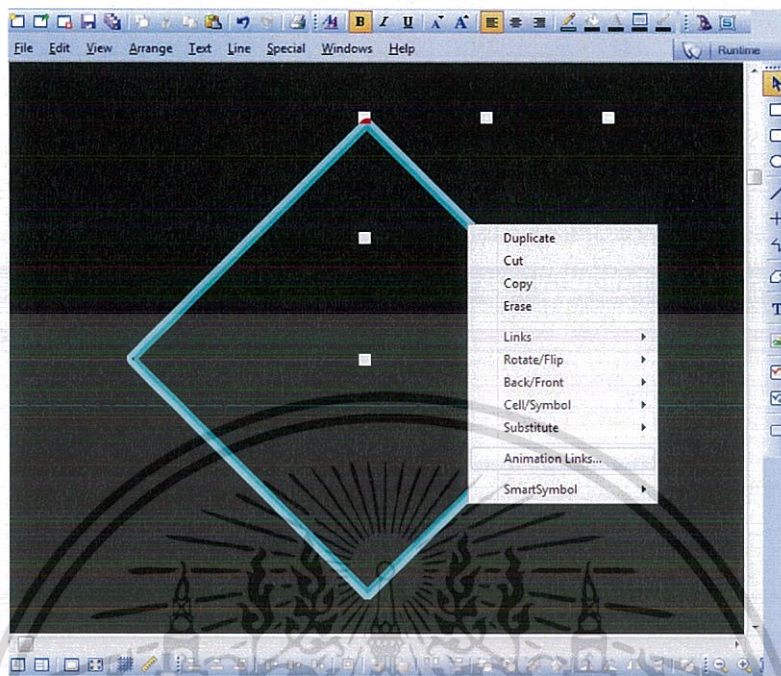 B I U A A
File Edit View Arrange Text Line Special Windows Help
Runtime
Duplicate
Cut
Copy
Erase
Links
Rotate/Flip
Back/Front
Cell/Symbol
Substitute
Animation Links...
SmartSymbol
T